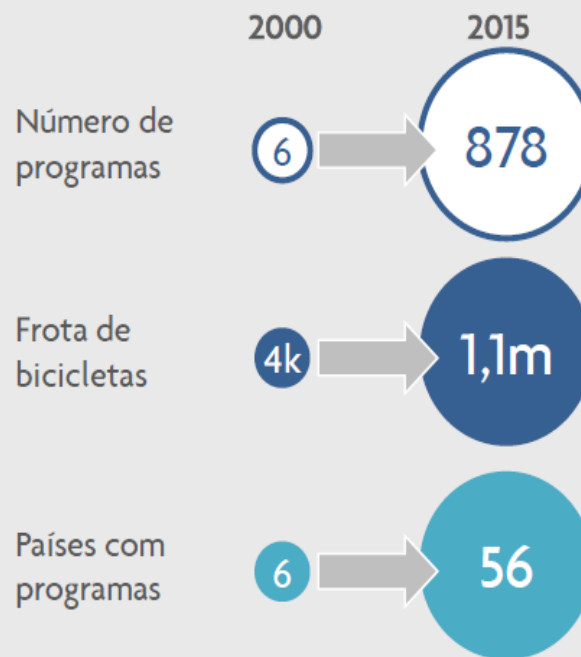 2000 2015
Número de
programas
6 878
Frota de
bicicletas
4k 1,1m
Países com
programas
6 56